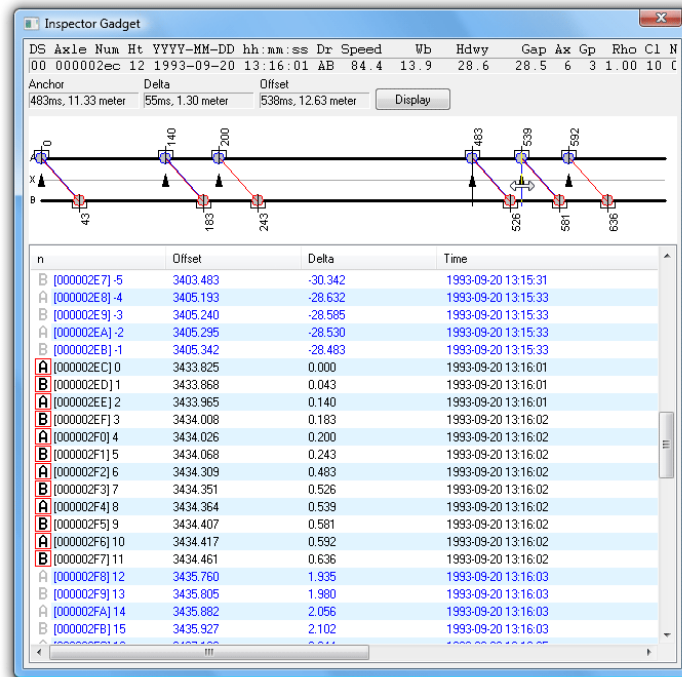 Inspector Gadget
DS Axle Num Ht YYYY-MM-DD hh:mm:ss Dr Speed Wb Hdwy Gap Ax Gp Rho Cl N
00 000002ec 12 1993-09-20 13:16:01 AB 84.4 13.9 28.6 28.5 6 3 1.00 10 0
Anchor Delta Offset
483ms, 11.33 meter 55ms, 1.30 meter 538ms, 12.63 meter Display
0 140 200 483 539 592
A
X
B
43 183 243 526 581 636
n Offset Delta Time
B [000002E7] -5 3403.483 -30.342 1993-09-20 13:15:31
A [000002E8] -4 3405.193 -28.632 1993-09-20 13:15:33
B [000002E9] -3 3405.240 -28.585 1993-09-20 13:15:33
A [000002EA] -2 3405.295 -28.530 1993-09-20 13:15:33
B [000002EB] -1 3405.342 -28.483 1993-09-20 13:15:33
A [000002EC] 0 3433.825 0.000 1993-09-20 13:16:01
B [000002ED] 1 3433.868 0.043 1993-09-20 13:16:01
A [000002EE] 2 3433.965 0.140 1993-09-20 13:16:01
B [000002EF] 3 3434.008 0.183 1993-09-20 13:16:02
A [000002F0] 4 3434.026 0.200 1993-09-20 13:16:02
B [000002F1] 5 3434.068 0.243 1993-09-20 13:16:02
A [000002F2] 6 3434.309 0.483 1993-09-20 13:16:02
B [000002F3] 7 3434.351 0.526 1993-09-20 13:16:02
A [000002F4] 8 3434.364 0.539 1993-09-20 13:16:02
B [000002F5] 9 3434.407 0.581 1993-09-20 13:16:02
A [000002F6] 10 3434.417 0.592 1993-09-20 13:16:02
B [000002F7] 11 3434.461 0.636 1993-09-20 13:16:02
A [000002F8] 12 3435.760 1.935 1993-09-20 13:16:03
B [000002F9] 13 3435.805 1.980 1993-09-20 13:16:03
A [000002FA] 14 3435.882 2.056 1993-09-20 13:16:03
B [000002FB] 15 3435.927 2.102 1993-09-20 13:16:03